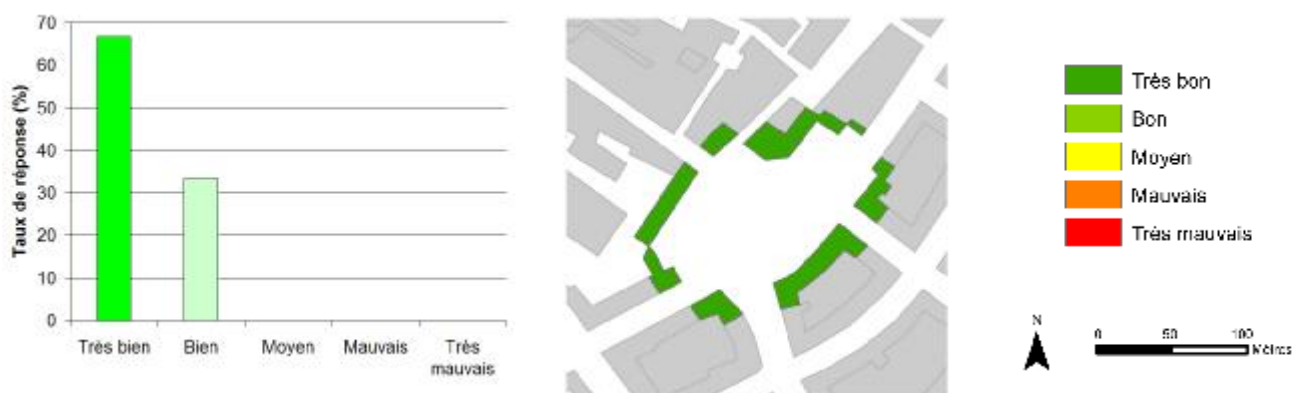 Taux de réponse (%)
70
60
50
40
30
20
10
0
Très bien
Bien
Moyen
Mauvais
Très
mauvais
Très bon
Bon
Moyen
Mauvais
Très mauvais
N
0 50 100
Mètres